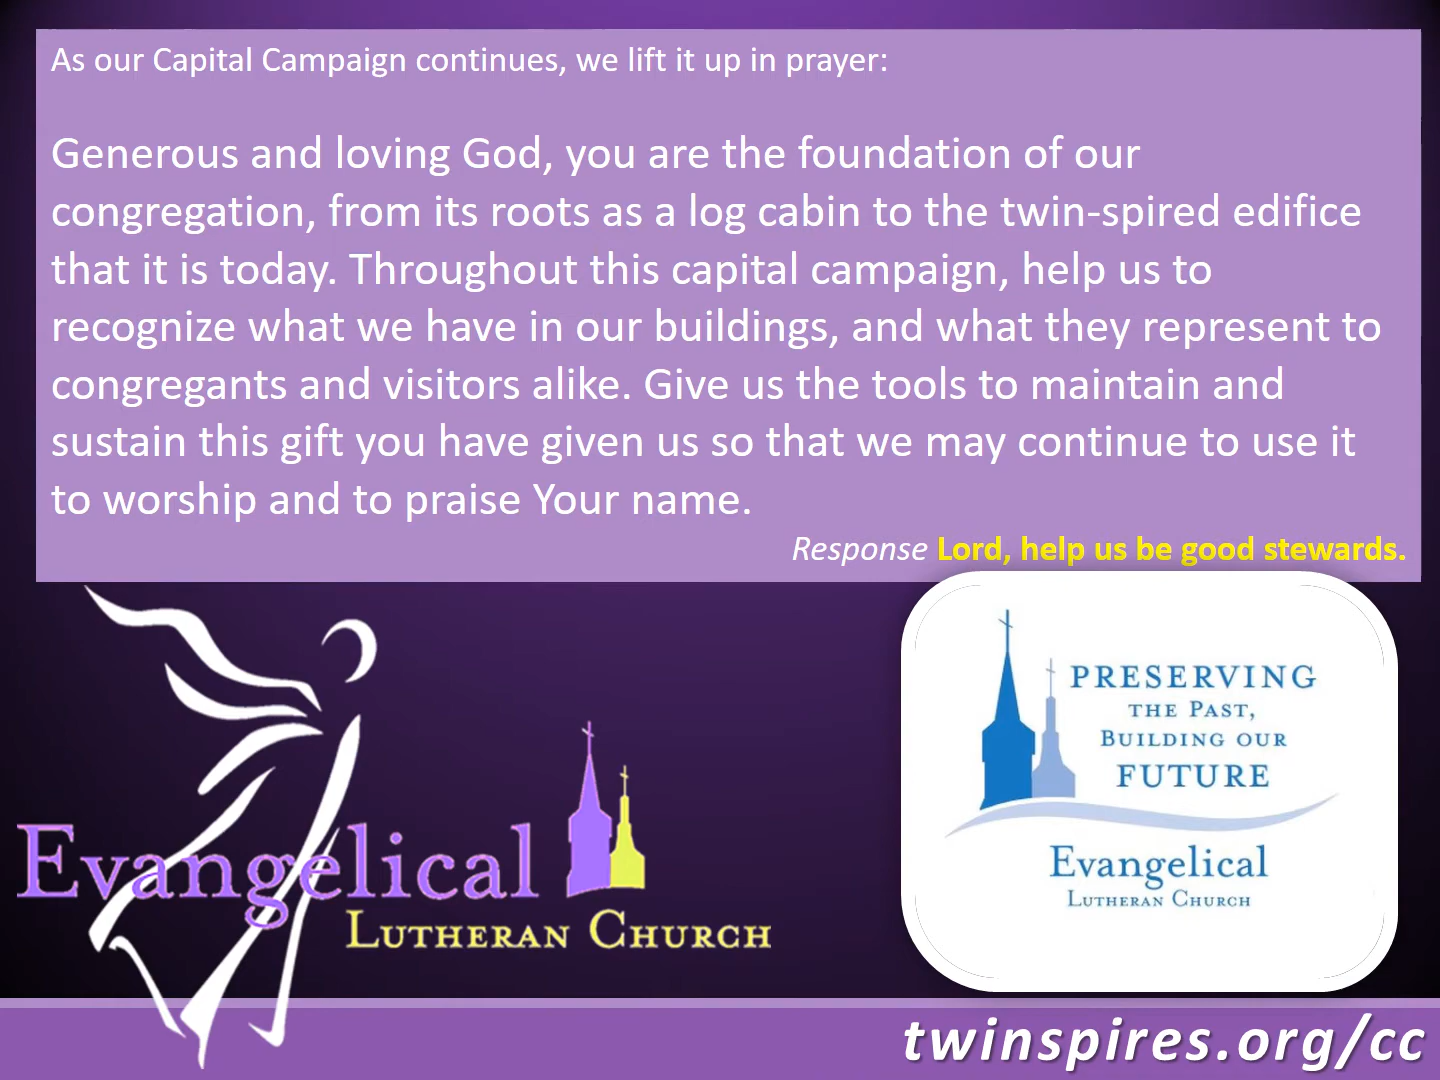 As our Capital Campaign continues, we lift it up in prayer:
Generous and loving God, you are the foundation of our
congregation, from its roots as a log cabin to the twin-spired edifice
that it is today. Throughout this capital campaign, help us to
recognize what we have in our buildings, and what they represent to
congregants and visitors alike. Give us the tools to maintain and
sustain this gift you have given us so that we may continue to use it
to worship and to praise Your name.
Response Lord, help us be good stewards.
PRESERVING
THE PAST,
BUILDING OUR
FUTURE
Evangelical
LUTHERAN CHURCH
Evangelical
LUTHERAN CHURCH
twinspires.org/cc